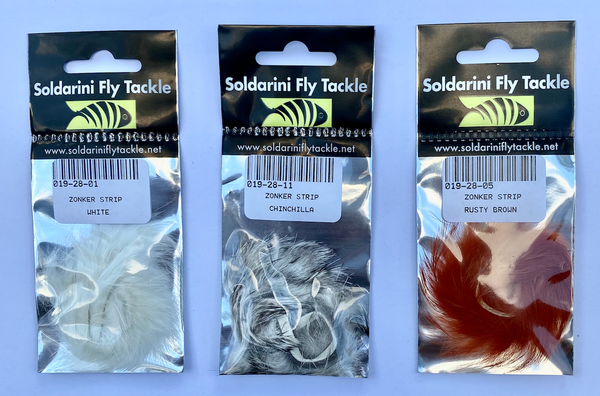 Soldarini Fly Tackle
www.soldariniflytackle.net
019-28-01
ZONKER STRIP
WHITE
Soldarini Fly Tackle
www.soldariniflytackle.net
019-28-11
ZONKER STRIP
CHINCHILLA
Soldarini Fly Tackle
www.soldariniflytackle.net
019-28-05
ZONKER STRIP
RUSTY BROWN